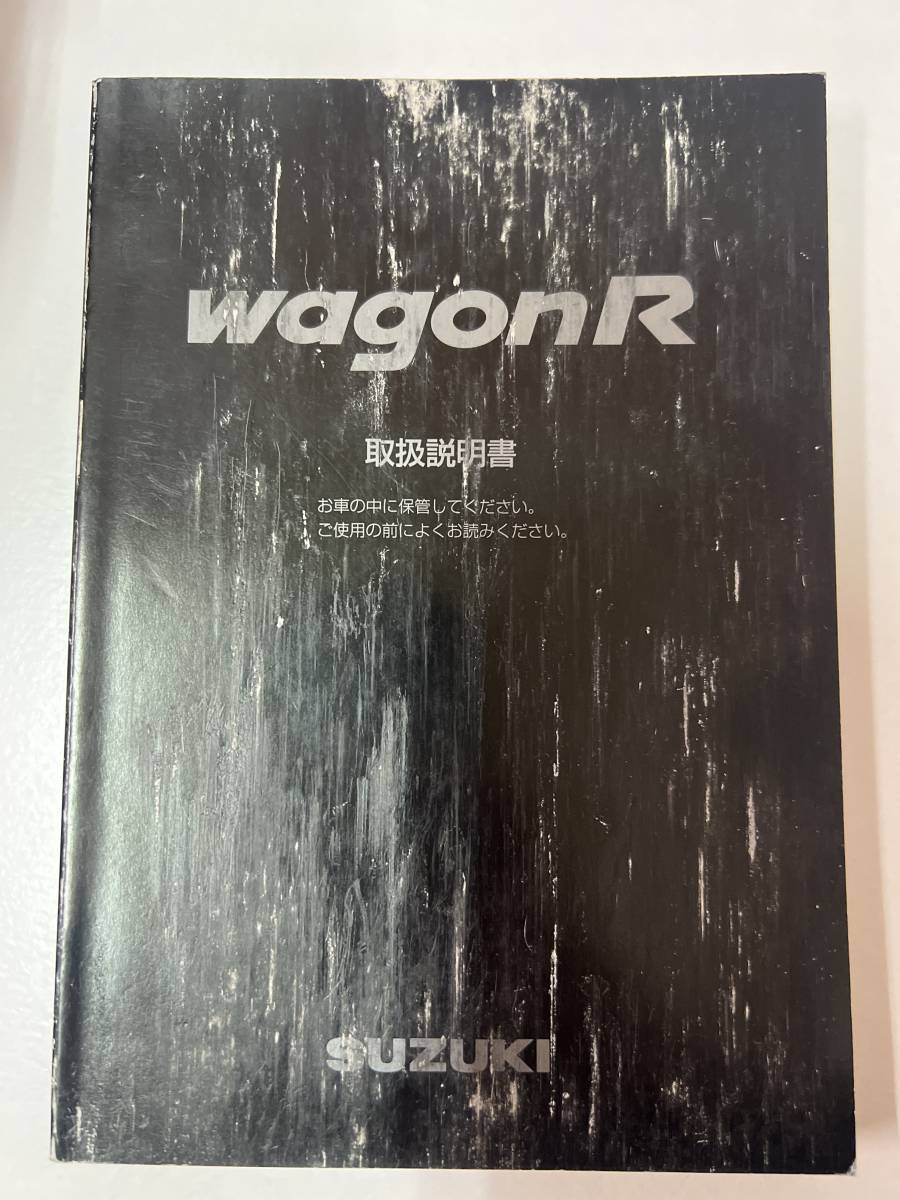 wagonR
取扱説明書
お車の中に保管してください。
ご使用の前によくお読みください。
SUZUKI